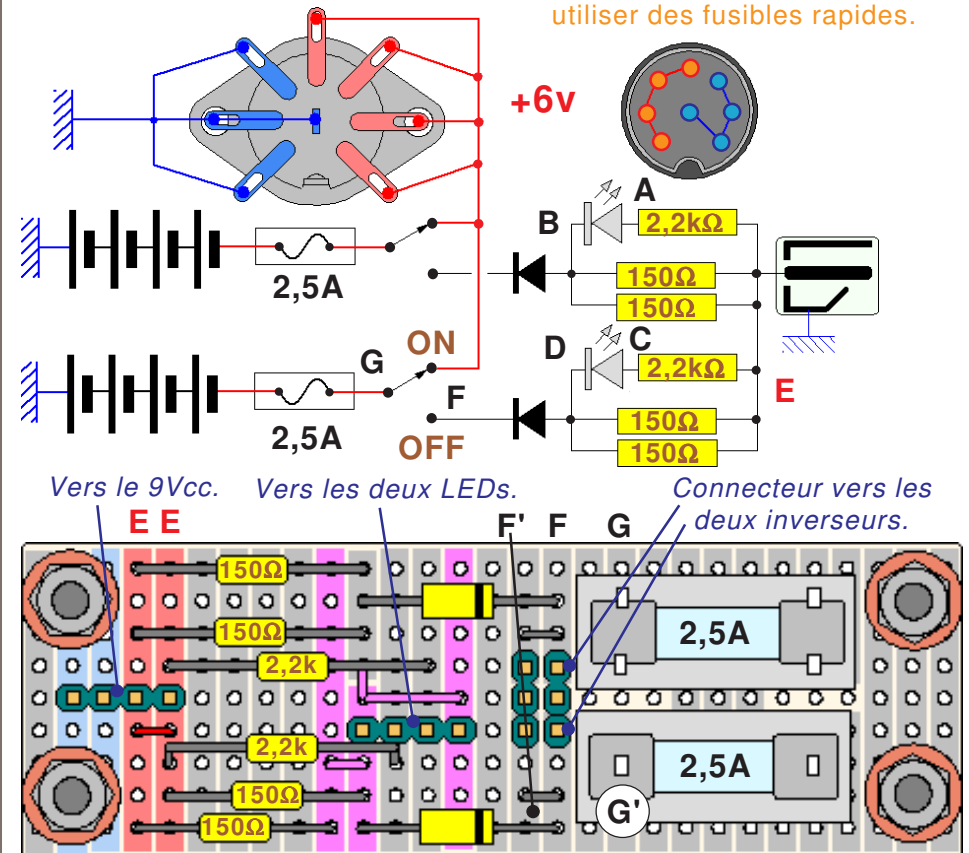 utiliser des fusibles rapides.
+6v
A
B
2,2kΩ
150Ω
2,5A
150Ω
ON
D
C
G
2,2kΩ
F
E
150Ω
2,5A
OFF
150Ω
Vers le 9Vcc.
Vers les deux LEDs.
Connecteur vers les
deux inverseurs.
E E
F' F G
150Ω
150Ω
2,5A
2,2k
2,2k
2,5A
150Ω
G'
150Ω